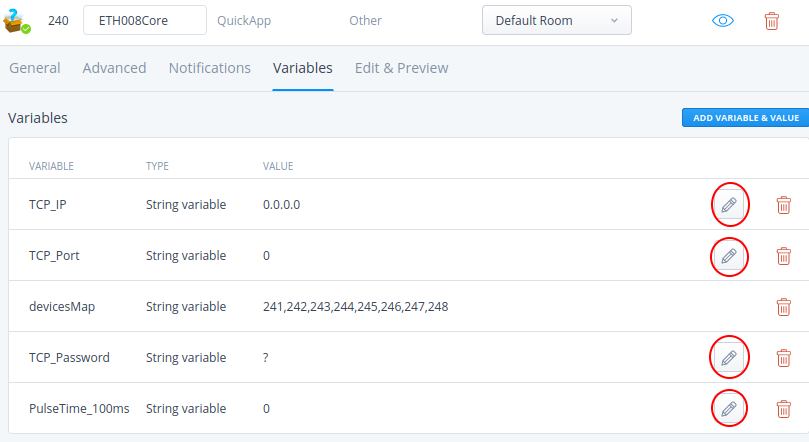 240 ETH008Core QuickApp Other Default Room
General Advanced Notifications Variables Edit & Preview
Variables ADD VARIABLE & VALUE
VARIABLE TYPE VALUE
TCP_IP String variable 0.0.0.0
TCP_Port String variable 0
devicesMap String variable 241,242,243,244,245,246,247,248
TCP_Password String variable ?
PulseTime_100ms String variable 0